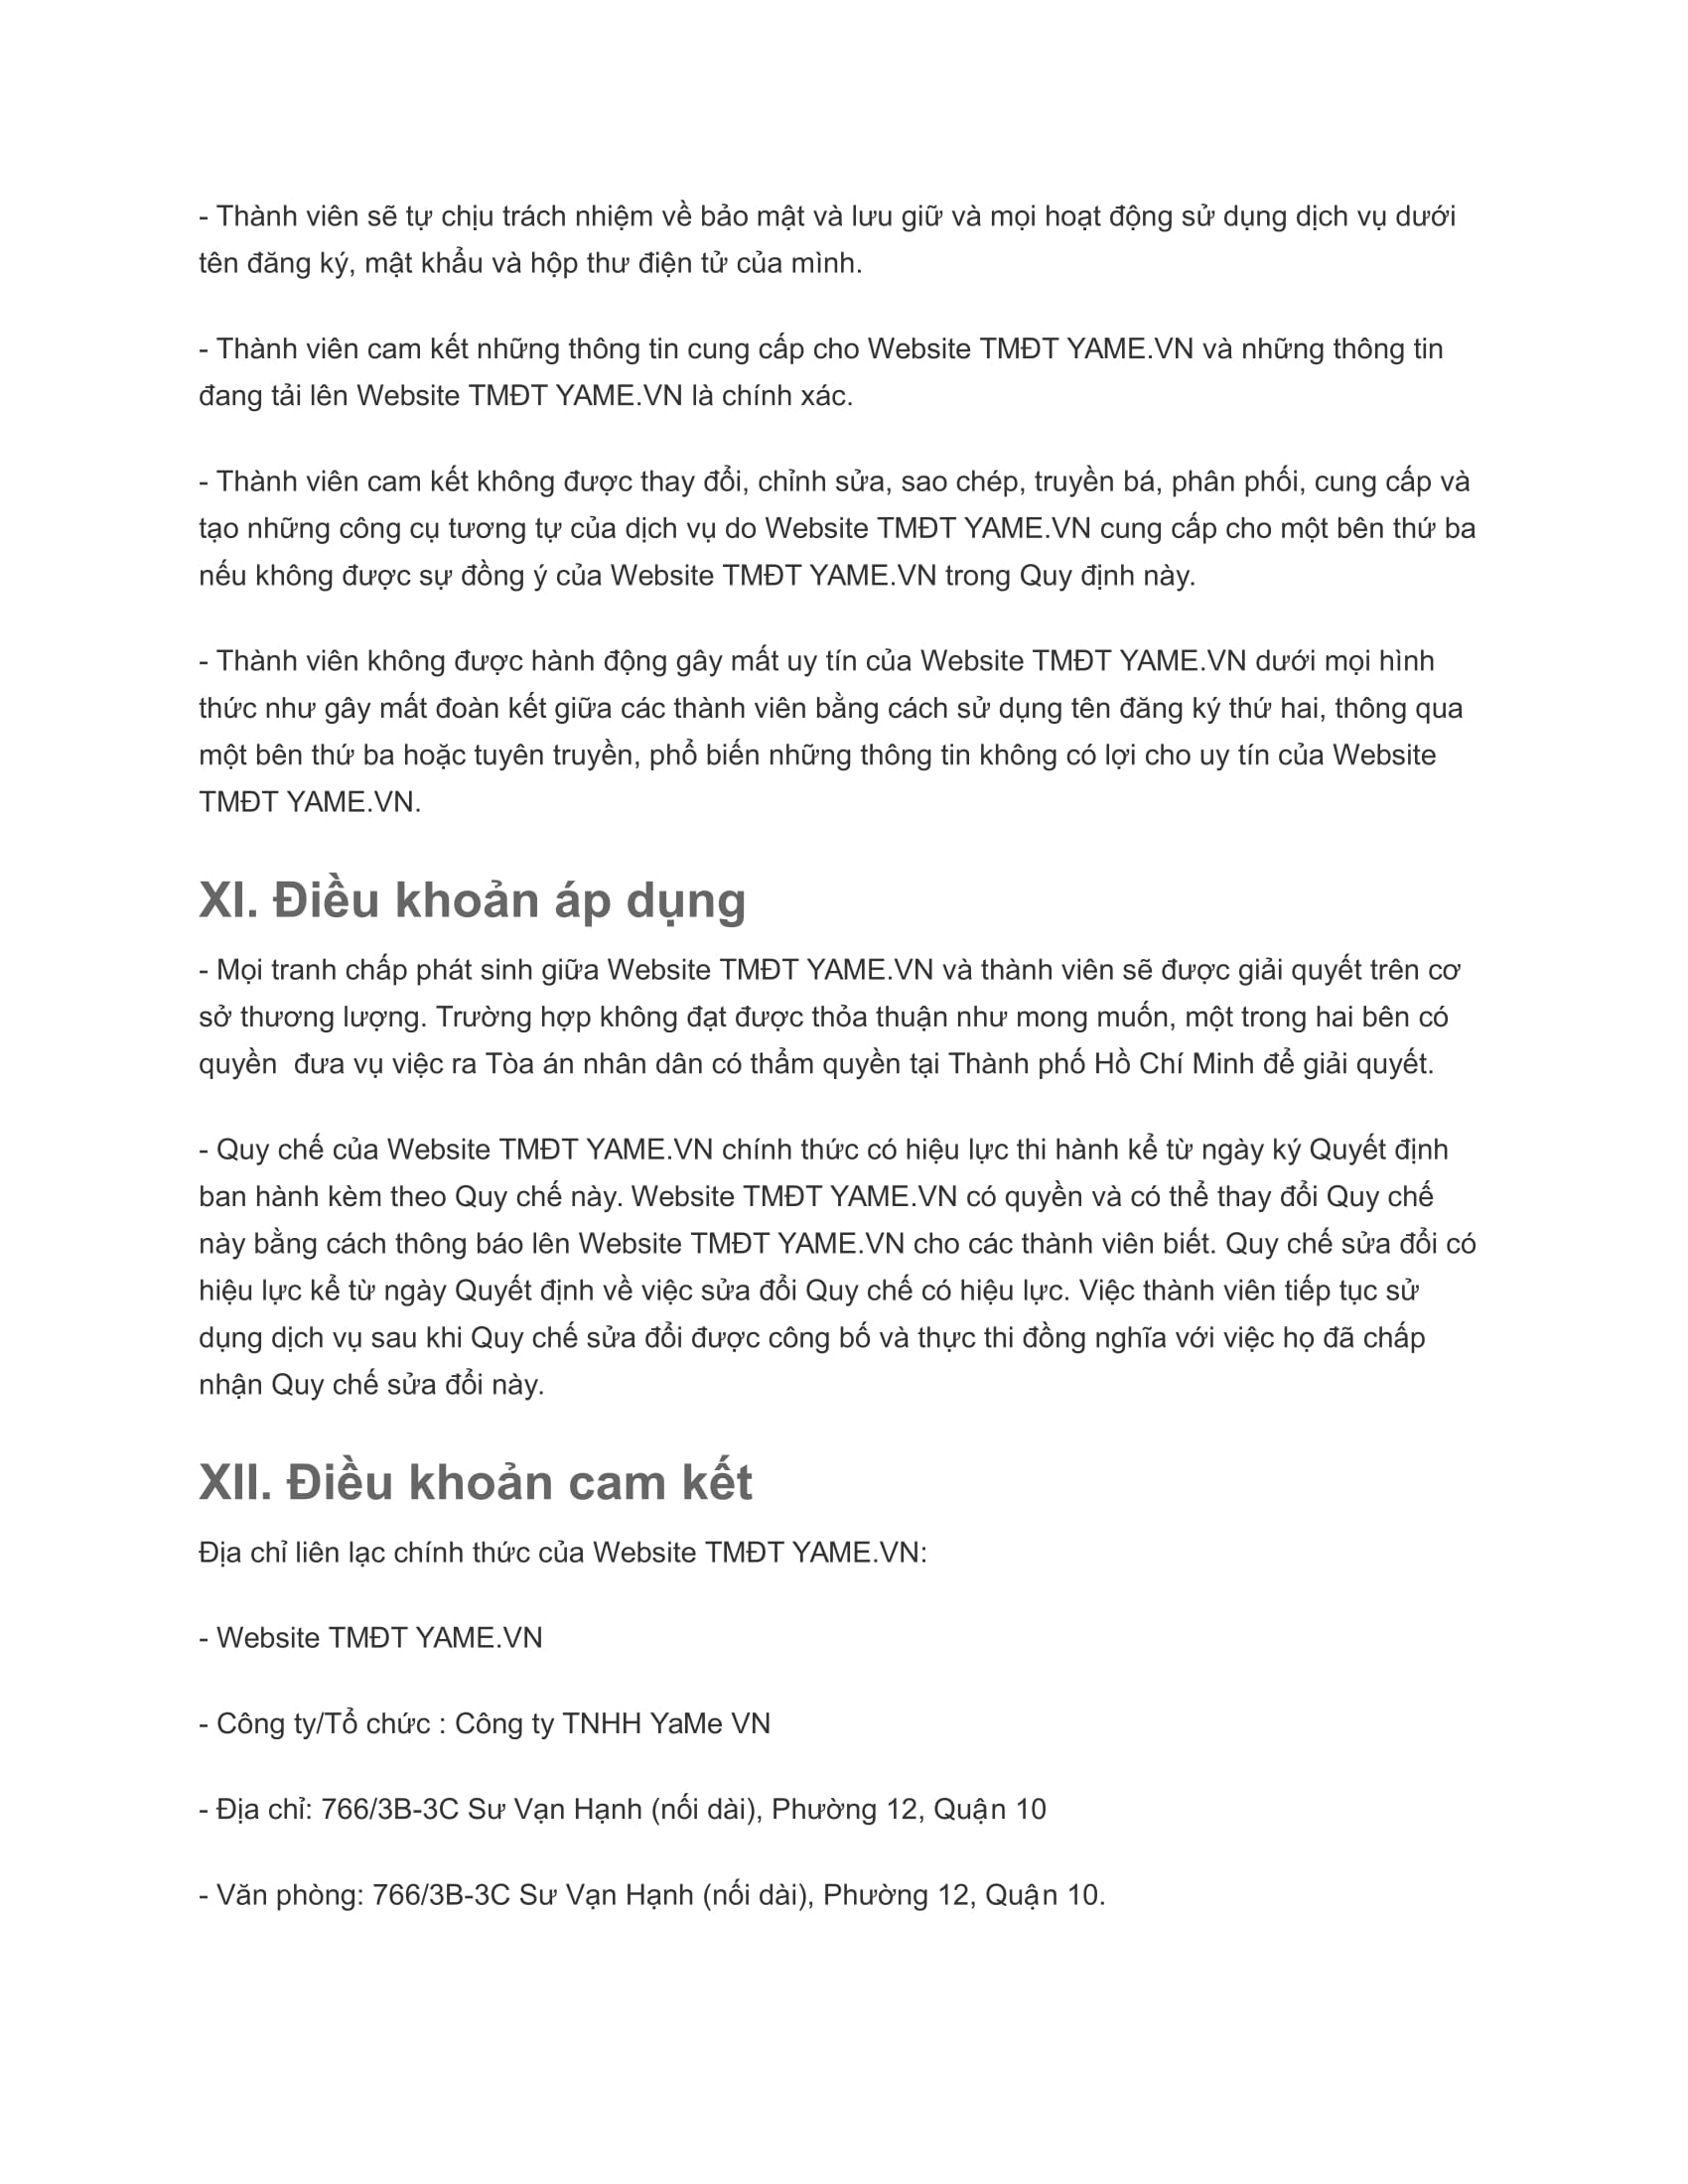 - Thành viên sẽ tự chịu trách nhiệm về bảo mật và lưu giữ và mọi hoạt động sử dụng dịch vụ dưới
tên đăng ký, mật khẩu và hộp thư điện tử của mình.
- Thành viên cam kết những thông tin cung cấp cho Website TMĐT YAME.VN và những thông tin
đang tải lên Website TMĐT YAME.VN là chính xác.
- Thành viên cam kết không được thay đổi, chỉnh sửa, sao chép, truyền bá, phân phối, cung cấp và
tạo những công cụ tương tự của dịch vụ do Website TMĐT YAME.VN cung cấp cho một bên thứ ba
nếu không được sự đồng ý của Website TMĐT YAME.VN trong Quy định này.
- Thành viên không được hành động gây mất uy tín của Website TMĐT YAME.VN dưới mọi hình
thức như gây mất đoàn kết giữa các thành viên bằng cách sử dụng tên đăng ký thứ hai, thông qua
một bên thứ ba hoặc tuyên truyền, phổ biến những thông tin không có lợi cho uy tín của Website
TMĐT YAME.VN.
XI. Điều khoản áp dụng
- Mọi tranh chấp phát sinh giữa Website TMĐT YAME.VN và thành viên sẽ được giải quyết trên cơ
sở thương lượng. Trường hợp không đạt được thỏa thuận như mong muốn, một trong hai bên có
quyền  đưa vụ việc ra Tòa án nhân dân có thẩm quyền tại Thành phố Hồ Chí Minh để giải quyết.
- Quy chế của Website TMĐT YAME.VN chính thức có hiệu lực thi hành kể từ ngày ký Quyết định
ban hành kèm theo Quy chế này. Website TMĐT YAME.VN có quyền và có thể thay đổi Quy chế
này bằng cách thông báo lên Website TMĐT YAME.VN cho các thành viên biết. Quy chế sửa đổi có
hiệu lực kể từ ngày Quyết định về việc sửa đổi Quy chế có hiệu lực. Việc thành viên tiếp tục sử
dụng dịch vụ sau khi Quy chế sửa đổi được công bố và thực thi đồng nghĩa với việc họ đã chấp
nhận Quy chế sửa đổi này.
XII. Điều khoản cam kết
Địa chỉ liên lạc chính thức của Website TMĐT YAME.VN:
- Website TMĐT YAME.VN
- Công ty/Tổ chức : Công ty TNHH YaMe VN
- Địa chỉ: 766/3B-3C Sư Vạn Hạnh (nối dài), Phường 12, Quận 10
- Văn phòng: 766/3B-3C Sư Vạn Hạnh (nối dài), Phường 12, Quận 10.